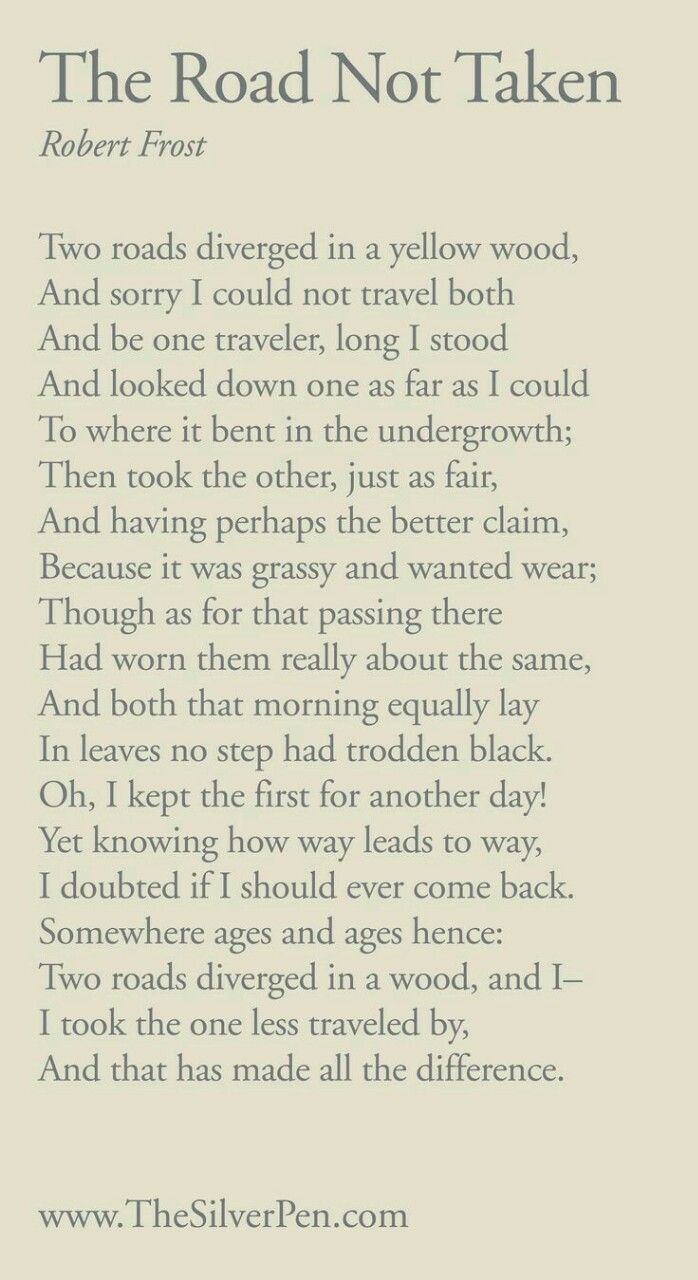 The Road Not Taken
Robert Frost
Two roads diverged in a yellow wood,
And sorry I could not travel both
And be one traveler, long I stood
And looked down one as far as I could
To where it bent in the undergrowth;
Then took the other, just as fair,
And having perhaps the better claim,
Because it was grassy and wanted wear;
Though as for that passing there
Had worn them really about the same,
And both that morning equally lay
In leaves no step had trodden black.
Oh, I kept the first for another day!
Yet knowing how way leads to way,
I doubted if I should ever come back.
Somewhere ages and ages hence:
Two roads diverged in a wood, and I–
I took the one less traveled by,
And that has made all the difference.
www.TheSilverPen.com